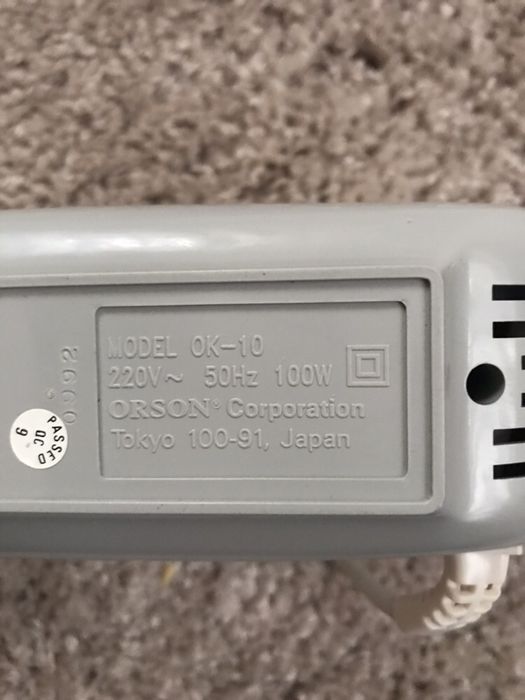 MODEL OK-10
220V~ 50Hz 100W
ORSON® Corporation
Tokyo 100-91, Japan
0992
PASSED
QC
9